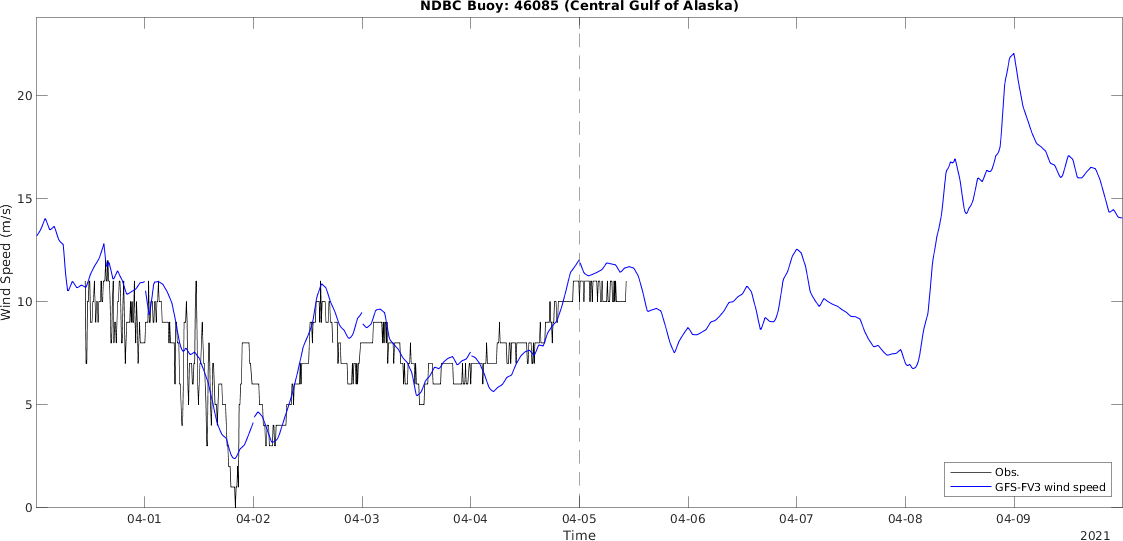 NDBC Buoy: 46085 (Central Gulf of Alaska)
20
15
10
5
0
Wind Speed (m/s)
04-01 04-02 04-03 04-04 04-05 04-06 04-07 04-08 04-09
Time
2021
Obs.
GFS-FV3 wind speed